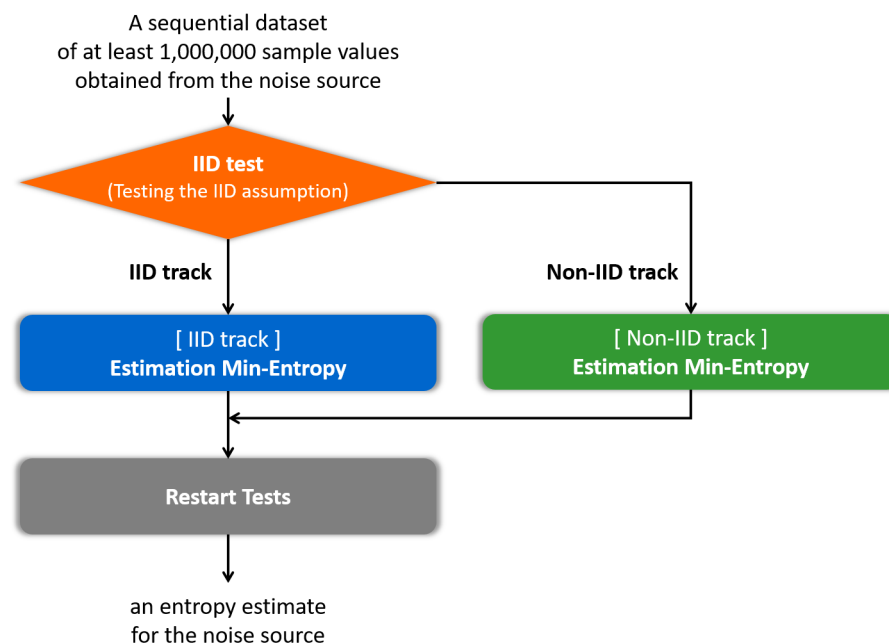 A sequential dataset
of at least 1,000,000 sample values
obtained from the noise source
IID test
(Testing the IID assumption)
IID track
Non-IID track
[ IID track ]
Estimation Min-Entropy
[ Non-IID track ]
Estimation Min-Entropy
Restart Tests
an entropy estimate
for the noise source